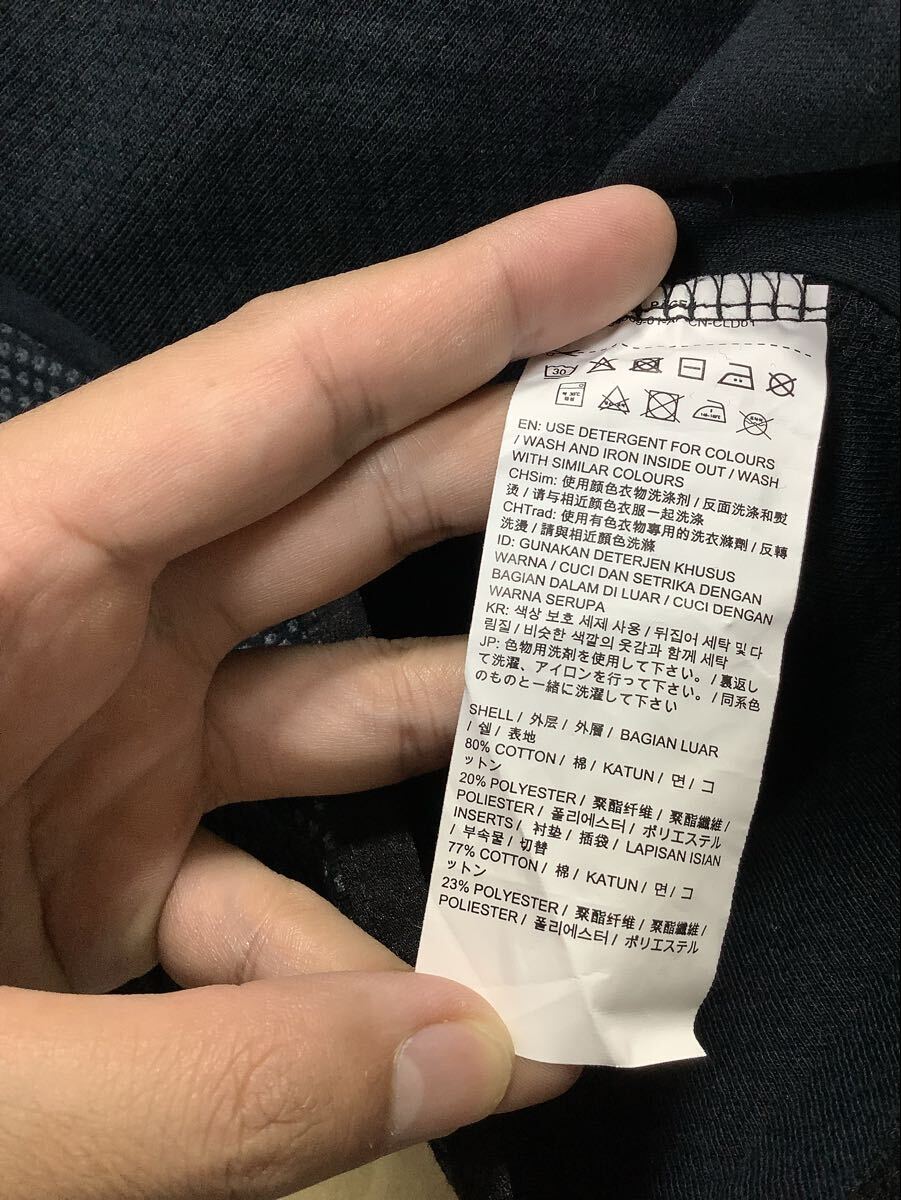 CN-CLD01
30
EN: USE DETERGENT FOR COLOURS
/ WASH AND IRON INSIDE OUT / WASH
WITH SIMILAR COLOURS
CHSim: 使用颜色衣物洗涤剂 / 反面洗涤和熨
烫 / 请与相近颜色衣服一起洗涤
CHTrad: 使用有色衣物專用的洗衣滌劑 / 反轉
洗燙 / 請與相近顏色洗滌
ID: GUNAKAN DETERJEN KHUSUS
WARNA / CUCI DAN SETRIKA DENGAN
BAGIAN DALAM DI LUAR / CUCI DENGAN
WARNA SERUPA
KR: 색상 보호 세제 사용 / 뒤집어 세탁 및 다
림질 / 비슷한 색깔의 옷감과 함께 세탁
JP: 色物用洗剤を使用して下さい。 / 裏返し
て洗濯、アイロンを行って下さい。 / 同系色
のものと一緒に洗濯して下さい
SHELL / 外层 / 外層 / BAGIAN LUAR
/ 쉘 / 表地
80% COTTON / 棉 / KATUN / 면 / コ
ットン
20% POLYESTER / 聚酯纤维 / 聚酯纖維 /
POLIESTER / 폴리에스터 / ポリエステル
INSERTS / 衬垫 / 插袋 / LAPISAN ISIAN
/ 부속물 / 切替
77% COTTON / 棉 / KATUN / 면 / コ
ットン
23% POLYESTER / 聚酯纤维 / 聚酯纖維 /
POLIESTER / 폴리에스터 / ポリエステル